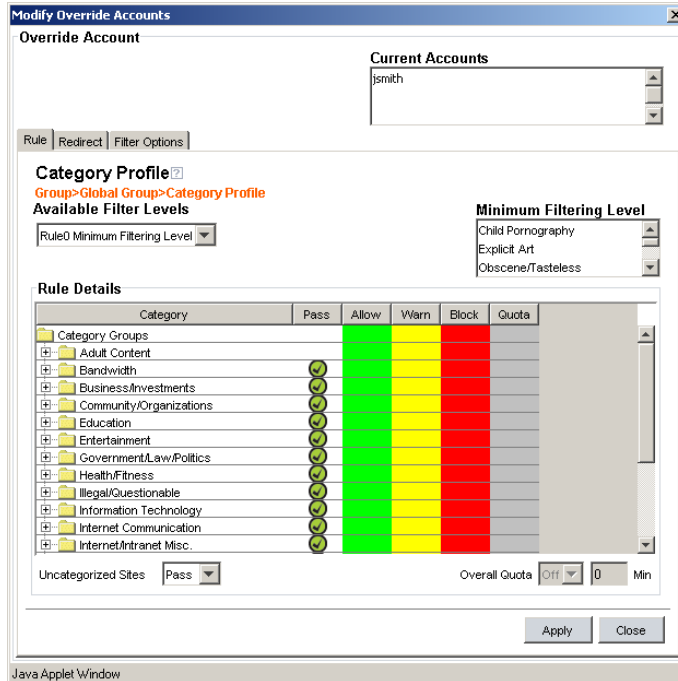 Modify Override Accounts
Override Account
Current Accounts
jsmith
Rule Redirect Filter Options
Category Profile ?
Group>Global Group>Category Profile
Available Filter Levels
Rule0 Minimum Filtering Level
Minimum Filtering Level
Child Pornography
Explicit Art
Obscene/Tasteless
Rule Details
Category Pass Allow Warn Block Quota
Category Groups
Adult Content
Bandwidth
Business/Investments
Community/Organizations
Education
Entertainment
Government/Law/Politics
Health/Fitness
Illegal/Questionable
Information Technology
Internet Communication
Internet/Intranet Misc.
Uncategorized Sites Pass Overall Quota Off 0 Min
Apply Close
Java Applet Window